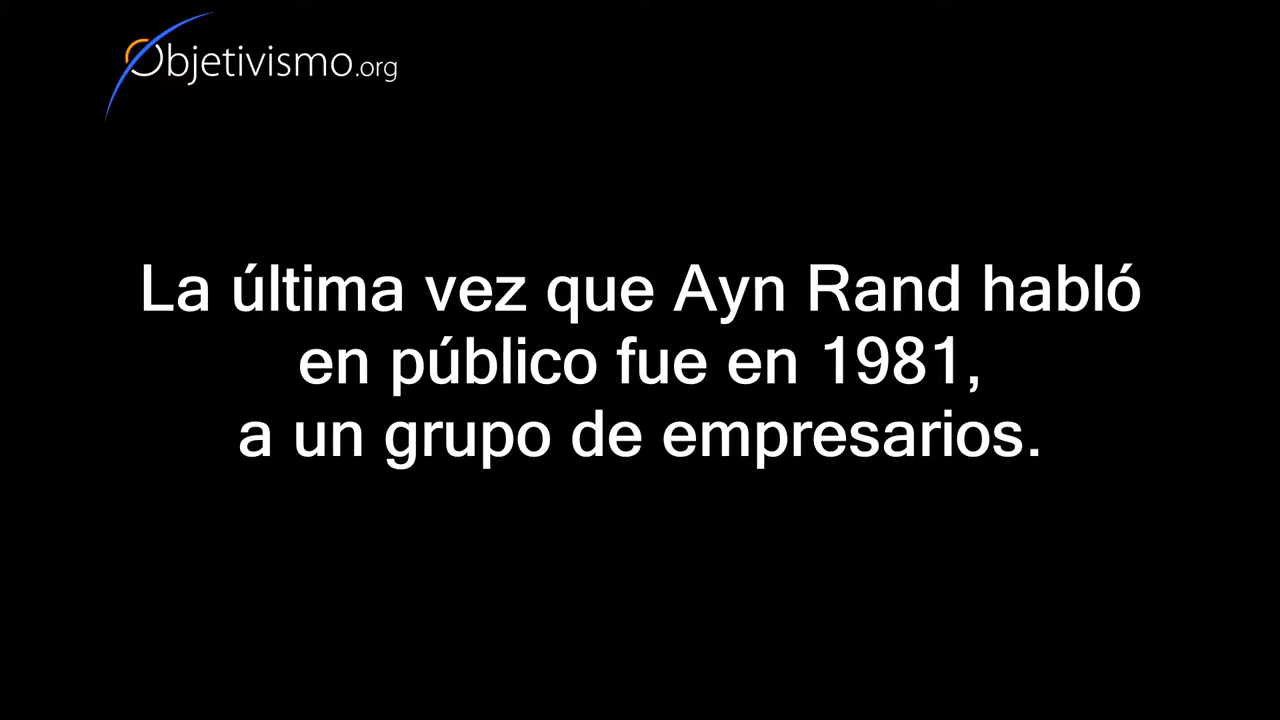 Objetivismo.org
La última vez que Ayn Rand habló
en público fue en 1981,
a un grupo de empresarios.